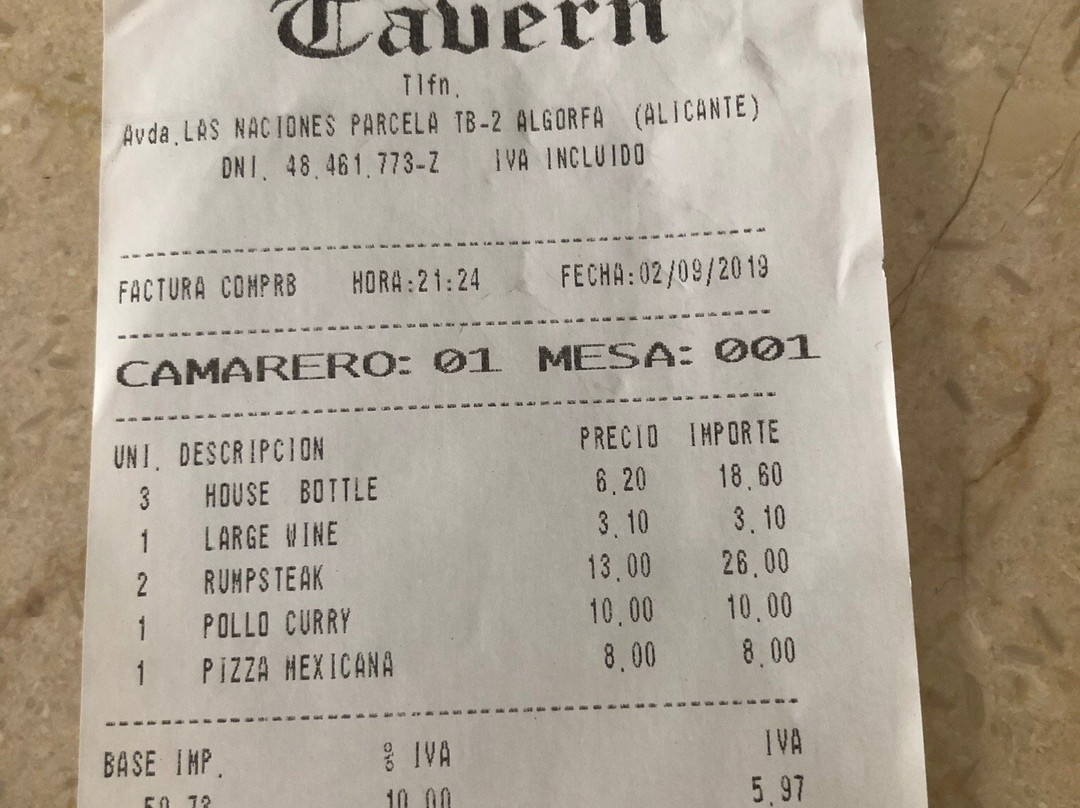 Tavern
Tlfn.
Avda.LAS NACIONES PARCELA TB-2 ALGORFA (ALICANTE)
DNI. 48.461.773-Z IVA INCLUIDO
FACTURA COMPRB HORA:21:24 FECHA:02/09/2019
CAMARERO: 01 MESA: 001
UNI. DESCRIPCION PRECIO IMPORTE
3 HOUSE BOTTLE 6.20 18.60
1 LARGE WINE 3.10 3.10
2 RUMPSTEAK 13.00 26.00
1 POLLO CURRY 10.00 10.00
1 PIZZA MEXICANA 8.00 8.00
BASE IMP. % IVA IVA
59.73 10.00 5.97